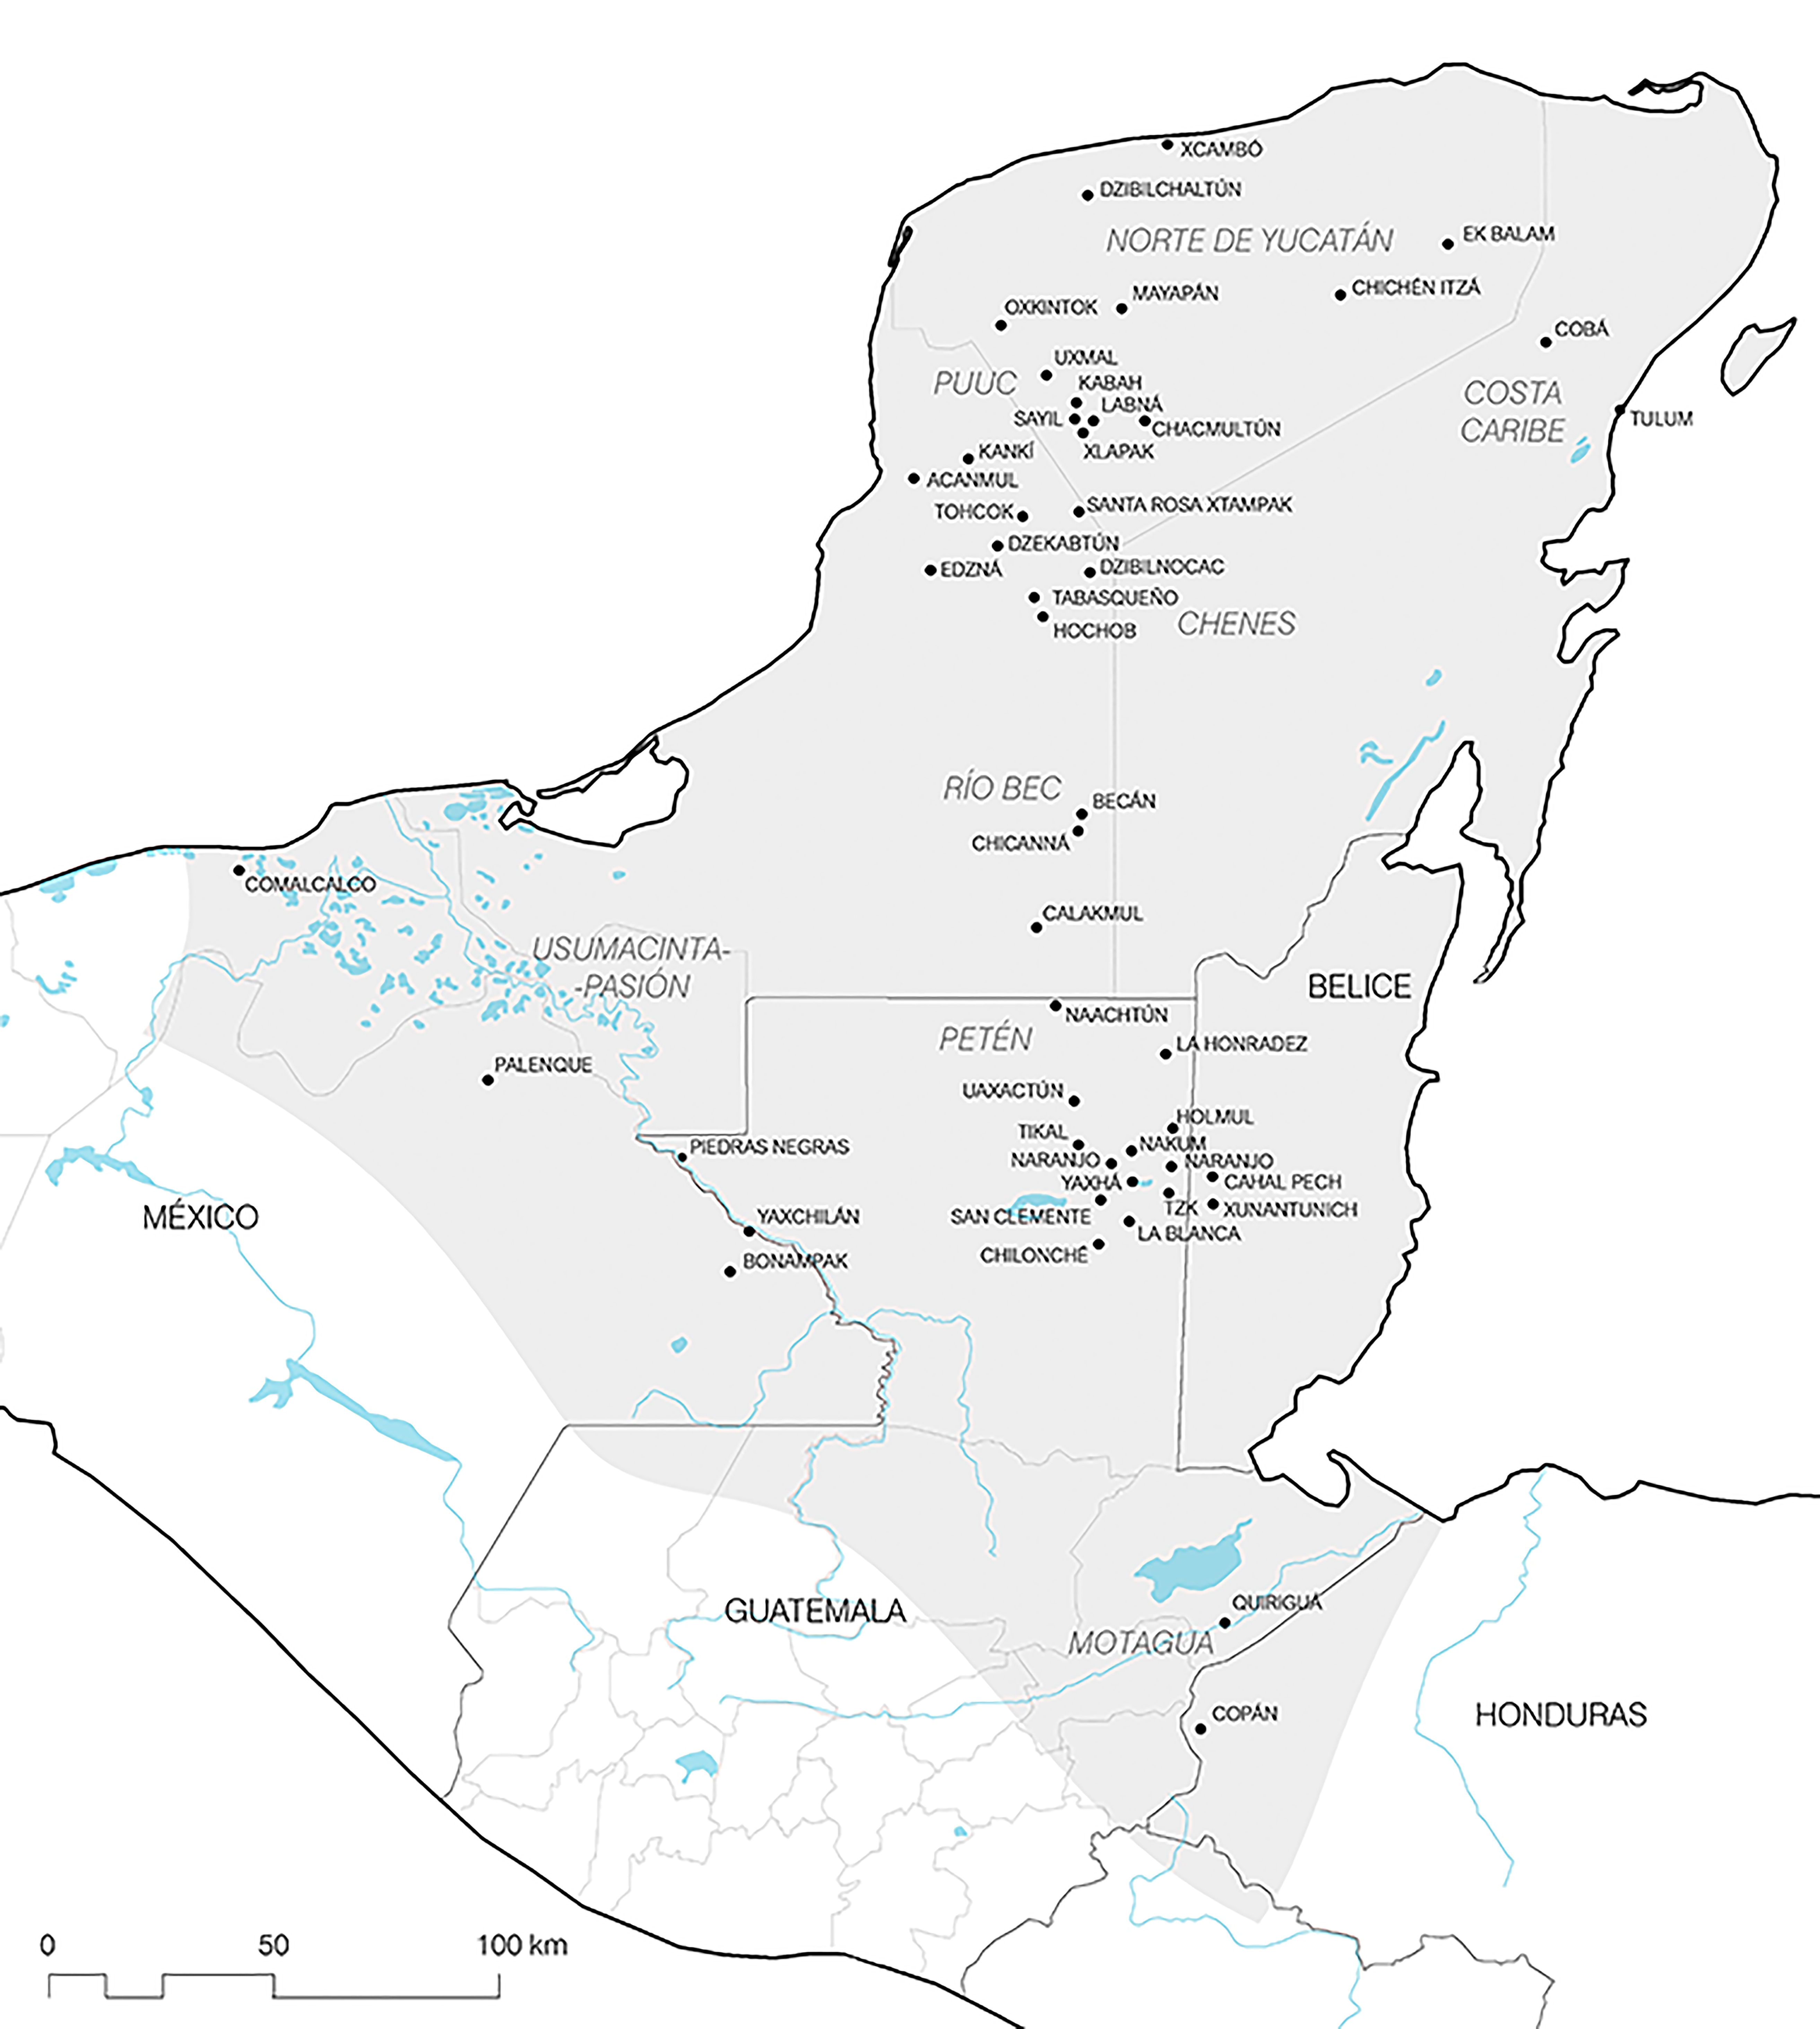 XCAMBÓ
DZIBILCHALTÚN
NORTE DE YUCATÁN
EK BALAM
CHICHÉN ITZÁ
MAYAPÁN
OXKINTOK
COBÁ
UXMAL
PUUC
KABAH
COSTA
CARIBE
LABNÁ
SAYIL
TULUM
CHACMULTÚN
XLAPAK
KANKÍ
ACANMUL
SANTA ROSA XTAMPAK
TOHCOK
DZEKABTÚN
EDZNÁ
DZIBILNOCAC
TABASQUEÑO
CHENES
HOCHOB
RÍO BEC
BECÁN
CHICANNÁ
COMALCALCO
CALAKMUL
USUMACINTA-
-PASIÓN
BELICE
NAACHTÚN
PETÉN
LA HONRADEZ
PALENQUE
UAXACTÚN
HOLMUL
TIKAL
NAKUM
PIEDRAS NEGRAS
NARANJO
NARANJO
YAXHÁ
CAHAL PECH
TZK
XUNANTUNICH
MÉXICO
YAXCHILÁN
SAN CLEMENTE
LA BLANCA
CHILONCHÉ
BONAMPAK
QUIRIGUÁ
GUATEMALA
MOTAGUA
COPÁN
HONDURAS
0 50 100 km